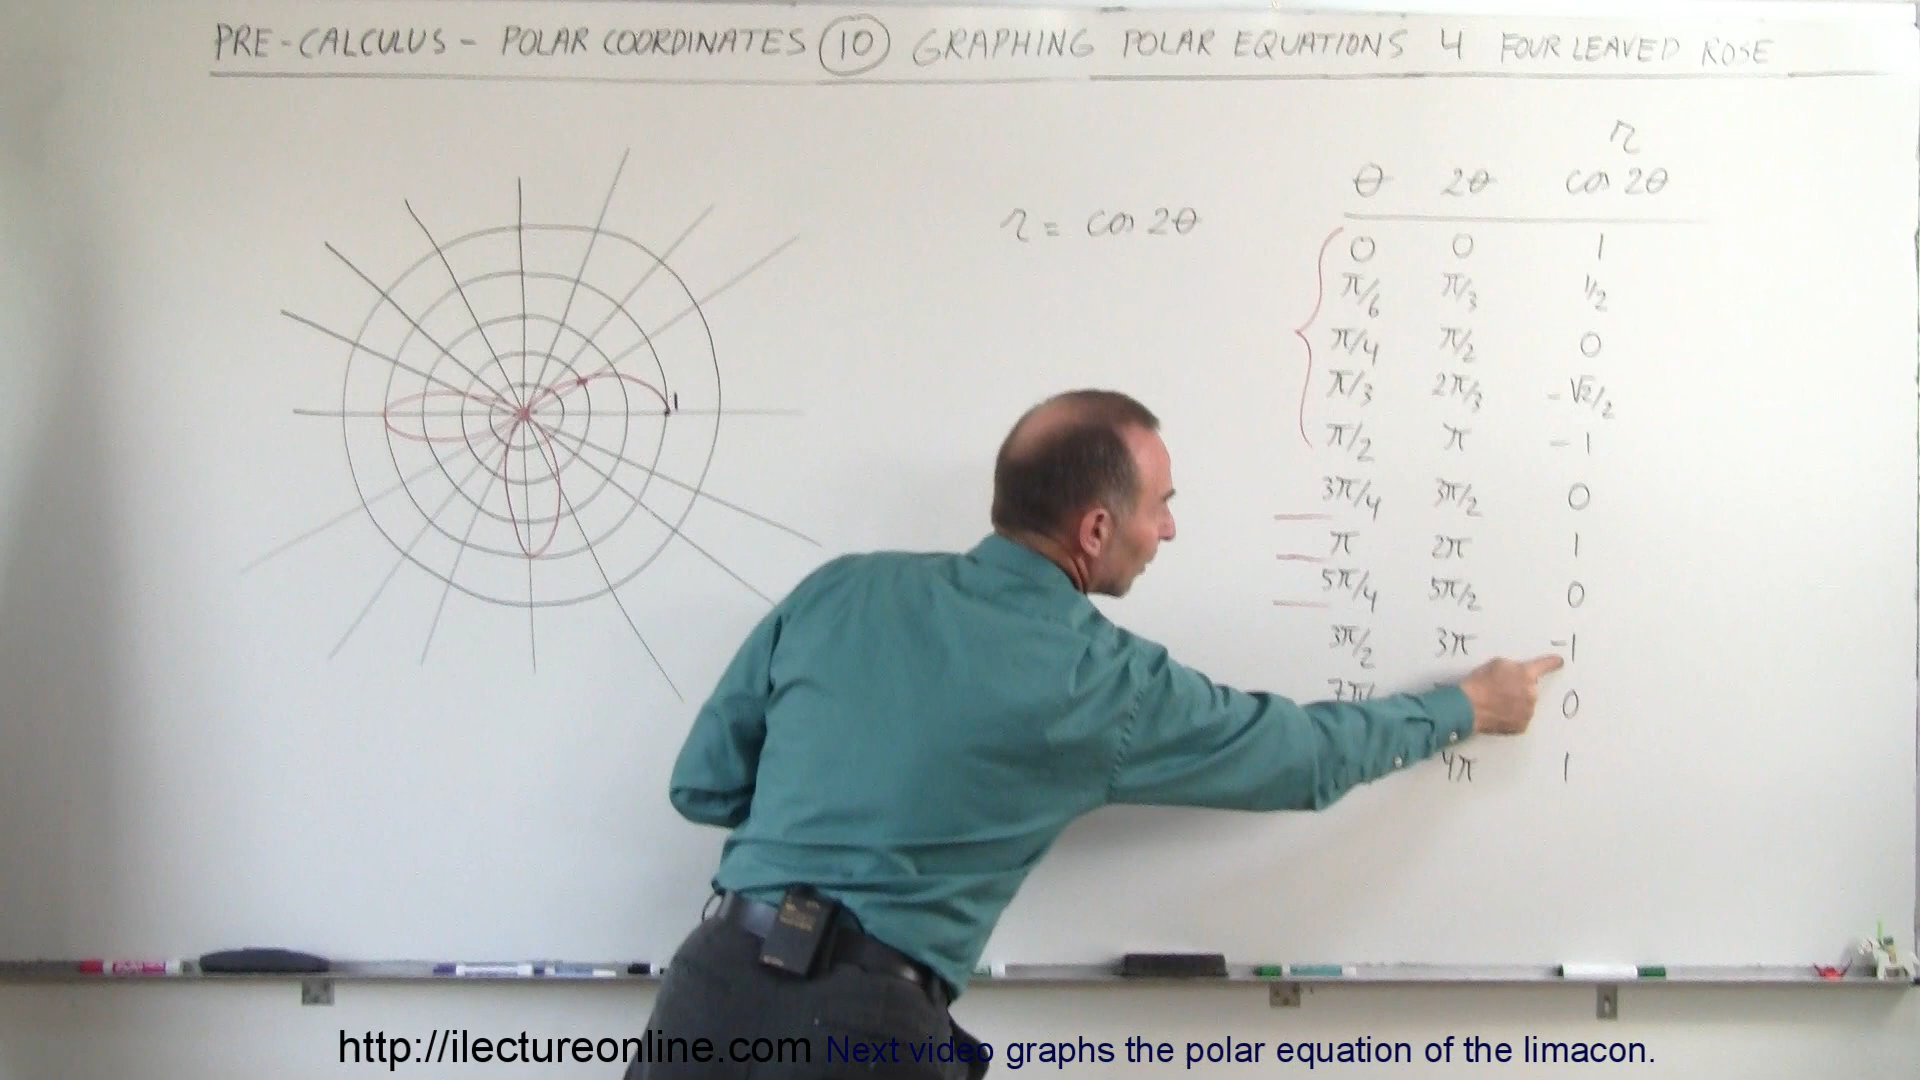 PRE-CALCULUS - POLAR COORDINATES 10 GRAPHING POLAR EQUATIONS 4 FOUR LEAVED ROSE
r
θ 2θ cos 2θ
r = cos 2θ
0 0 1
π/6 π/3 1/2
π/4 π/2 0
π/3 2π/3 -√2/2
1
π/2 π -1
3π/4 3π/2 0
π 2π 1
5π/4 5π/2 0
3π/2 3π -1
7π/ 0
4π 1
http://ilectureonline.com Next video graphs the polar equation of the limacon.